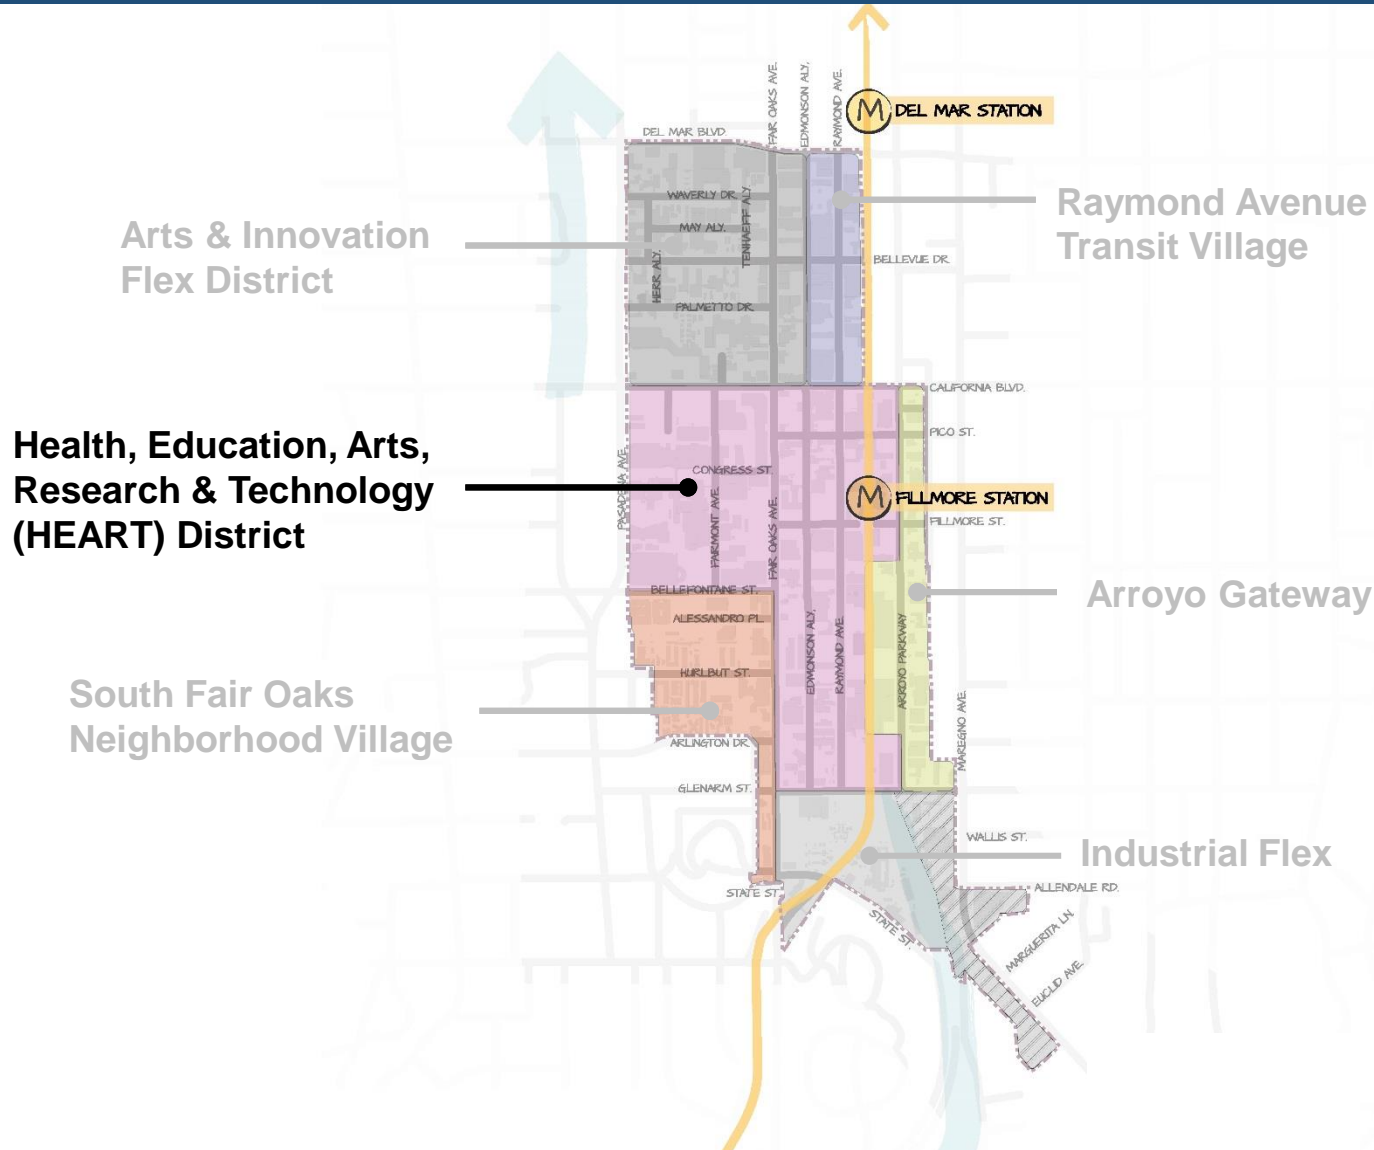 FAIR OAKS AVE.
EDMONSON ALY.
RAYMOND AVE.
M DEL MAR STATION
DEL MAR BLVD.
WAVERLY DR.
TENHAEFF ALY.
MAY ALY.
HERR ALY.
PALMETTO DR.
BELLEVUE DR.
Arts & Innovation
Flex District
Raymond Avenue
Transit Village
CALIFORNIA BLVD.
PICO ST.
Health, Education, Arts,
Research & Technology
(HEART) District
PASADENA AVE.
CONGRESS ST.
FAIRMONT AVE.
FAIR OAKS AVE.
M FILLMORE STATION
FILLMORE ST.
BELLEFONTAINE ST.
ALESSANDRO PL.
EDMONSON ALY.
RAYMOND AVE.
ARROYO PARKWAY
Arroyo Gateway
HURLBUT ST.
South Fair Oaks
Neighborhood Village
ARLINGTON DR.
MAREGNO AVE.
GLENARM ST.
WALLIS ST.
Industrial Flex
STATE ST.
ALLENDALE RD.
STATE ST.
MARGUERITA LN.
EUCLID AVE.